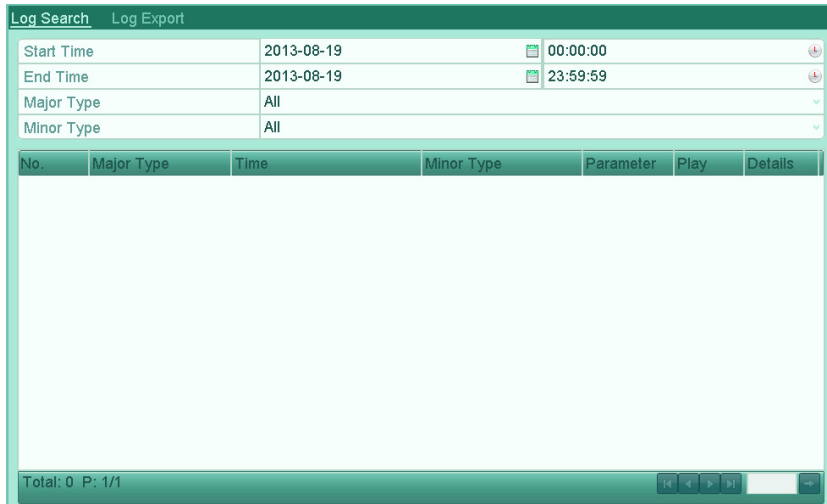 Log Search Log Export
Start Time 2013-08-19 00:00:00
End Time 2013-08-19 23:59:59
Major Type All
Minor Type All
No. Major Type Time Minor Type Parameter Play Details
Total: 0 P: 1/1